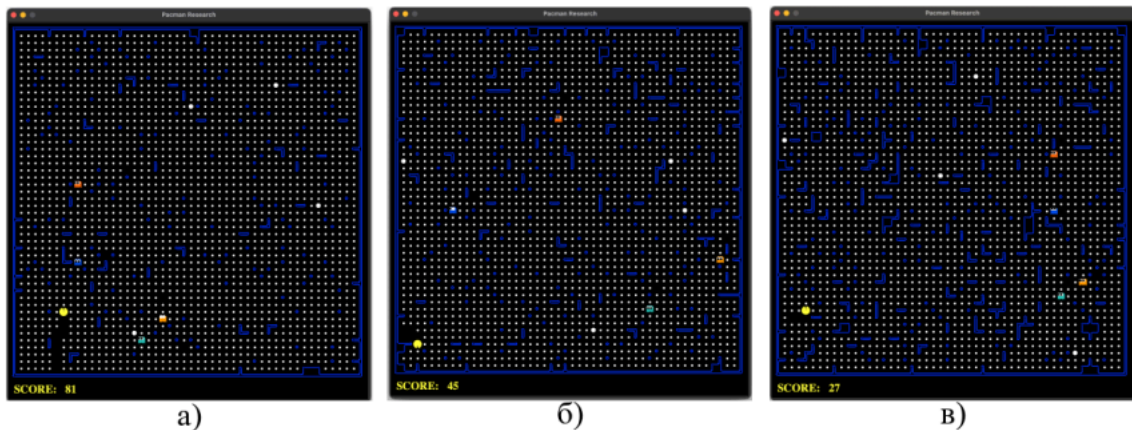 Pacman Research
Pacman Research
Pacman Research
SCORE: 81
SCORE: 45
SCORE: 27
а)
б)
в)